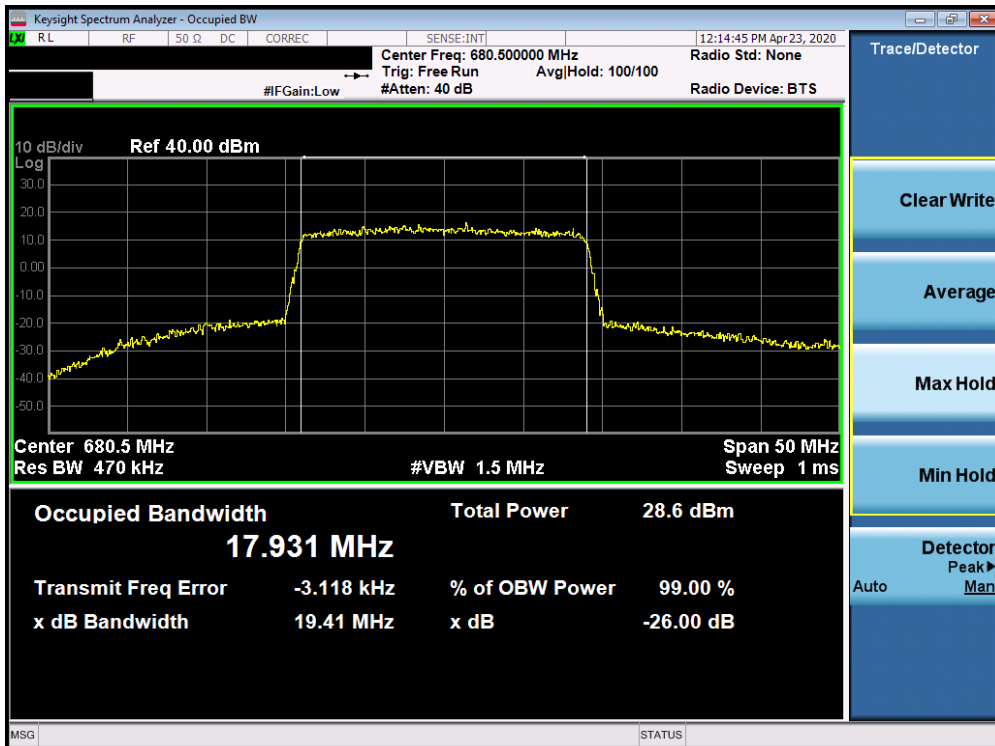 Keysight Spectrum Analyzer - Occupied BW
LXI RL RF 50 Ω DC CORREC SENSE:INT 12:14:45 PM Apr 23, 2020
Center Freq: 680.500000 MHz Radio Std: None
Trig: Free Run Avg|Hold: 100/100
#IFGain:Low #Atten: 40 dB Radio Device: BTS
10 dB/div Ref 40.00 dBm
Log
30.0
20.0
10.0
0.00
-10.0
-20.0
-30.0
-40.0
-50.0
Center 680.5 MHz Span 50 MHz
Res BW 470 kHz #VBW 1.5 MHz Sweep 1 ms
Occupied Bandwidth Total Power 28.6 dBm
17.931 MHz
Transmit Freq Error -3.118 kHz % of OBW Power 99.00 %
x dB Bandwidth 19.41 MHz x dB -26.00 dB
MSG STATUS
Trace/Detector
Clear Write
Average
Max Hold
Min Hold
Detector
Peak▶
Auto Man